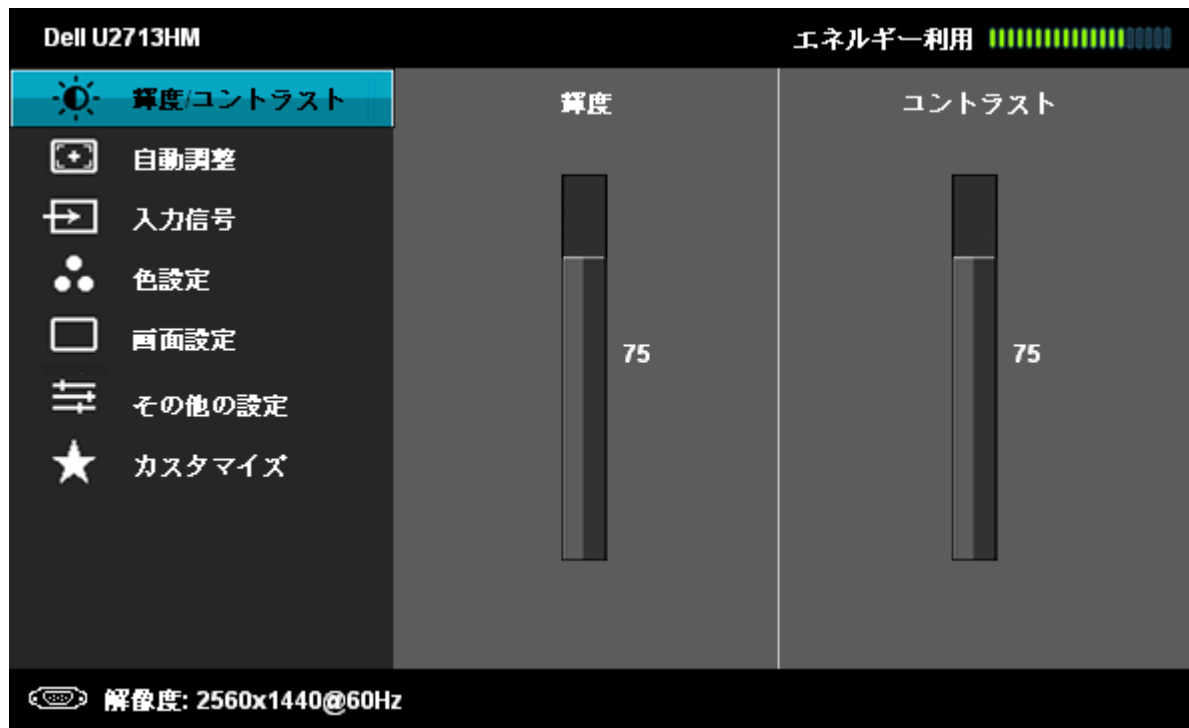 Dell U2713HM
エネルギー利用
輝度/コントラスト
自動調整
入力信号
色設定
画面設定
その他の設定
カスタマイズ
輝度
75
コントラスト
75
解像度: 2560x1440@60Hz